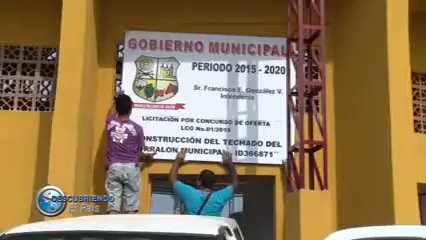 GOBIERNO MUNICIPAL
PERIODO 2015 - 2020
Sr. Francisco E. González V.
Intendente
LICITACIÓN POR CONCURSO DE OFERTA
LCO No.01/2015
CONSTRUCCIÓN DEL TECHADO DEL
CORRALON MUNICIPAL ID366871"
DESCUBRIENDO
El País